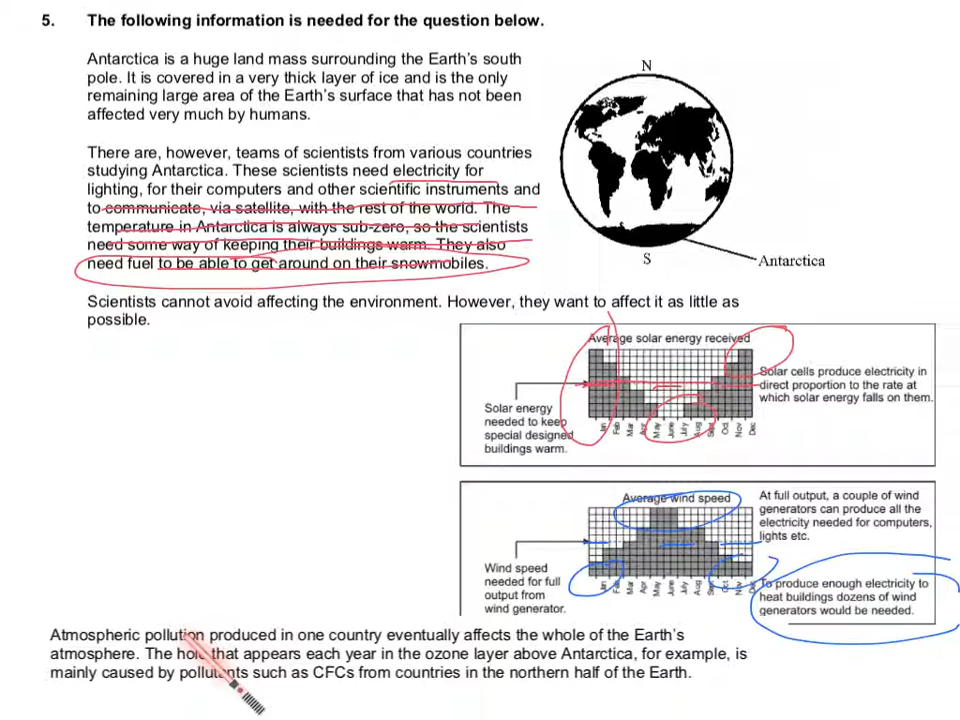 5. The following information is needed for the question below.
Antarctica is a huge land mass surrounding the Earth's south
pole. It is covered in a very thick layer of ice and is the only
remaining large area of the Earth's surface that has not been
affected very much by humans.
There are, however, teams of scientists from various countries
studying Antarctica. These scientists need electricity for
lighting, for their computers and other scientific instruments and
to communicate, via satellite, with the rest of the world. The
temperature in Antarctica is always sub-zero, so the scientists
need some way of keeping their buildings warm. They also
need fuel to be able to get around on their snowmobiles.
N
S
Antarctica
Scientists cannot avoid affecting the environment. However, they want to affect it as little as
possible.
Average solar energy received
Solar cells produce electricity in
direct proportion to the rate at
which solar energy falls on them.
Solar energy
needed to keep
special designed
buildings warm.
Jan Feb Mar Apr May June July Aug Sept Oct Nov Dec
Average wind speed
At full output, a couple of wind
generators can produce all the
electricity needed for computers,
lights etc.
Wind speed
needed for full
output from
wind generator.
Jan Feb Mar Apr May June July Aug Sept Oct Nov Dec
To produce enough electricity to
heat buildings dozens of wind
generators would be needed.
Atmospheric pollution produced in one country eventually affects the whole of the Earth's
atmosphere. The hole that appears each year in the ozone layer above Antarctica, for example, is
mainly caused by pollutants such as CFCs from countries in the northern half of the Earth.